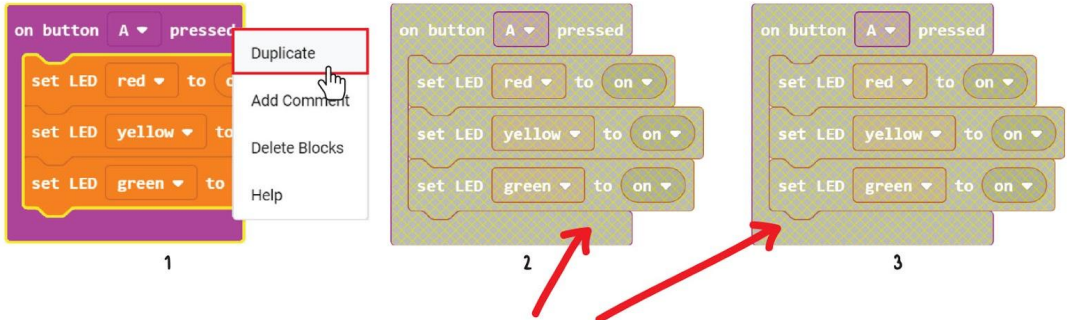 on button A pressed
set LED red to o
set LED yellow to
set LED green to
Duplicate
Add Comment
Delete Blocks
Help
1
on button A pressed
set LED red to on
set LED yellow to on
set LED green to on
2
on button A pressed
set LED red to on
set LED yellow to on
set LED green to on
3